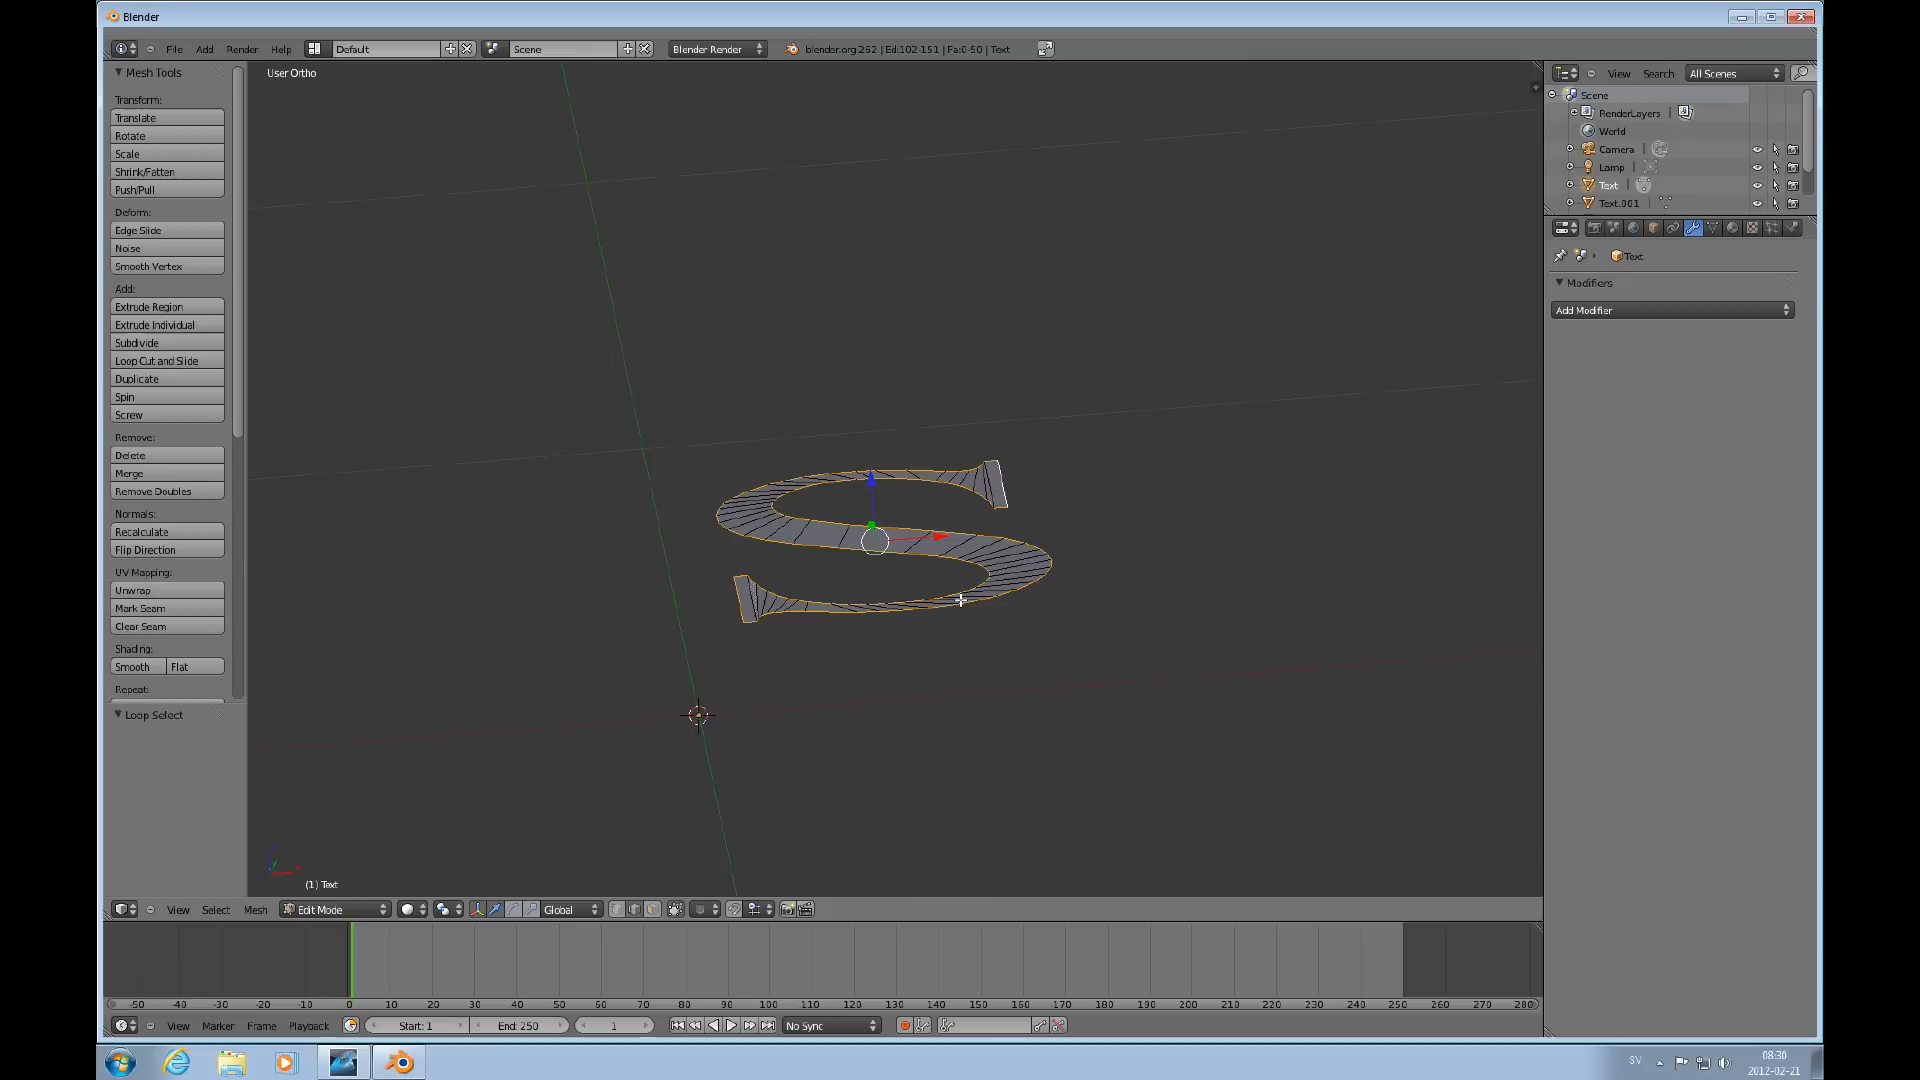 Blender
File Add Render Help Default Scene Blender Render blender.org 262 | Ed:102-151 | Fa:0-50 | Text
View Search All Scenes
Mesh Tools
Transform:
Translate
Rotate
Scale
Shrink/Fatten
Push/Pull
Deform:
Edge Slide
Noise
Smooth Vertex
Add:
Extrude Region
Extrude Individual
Subdivide
Loop Cut and Slide
Duplicate
Spin
Screw
Remove:
Delete
Merge
Remove Doubles
Normals:
Recalculate
Flip Direction
UV Mapping:
Unwrap
Mark Seam
Clear Seam
Shading:
Smooth Flat
Repeat:
Loop Select
User Ortho
S
(1) Text
Scene
RenderLayers
World
Camera
Lamp
Text
Text.001
Text
Modifiers
Add Modifier
View Select Mesh Edit Mode Global
-50 -40 -30 -20 -10 0 10 20 30 40 50 60 70 80 90 100 110 120 130 140 150 160 170 180 190 200 210 220 230 240 250 260 270 280
View Marker Frame Playback Start: 1 End: 250 1 No Sync
SV 08:30
2012-02-21